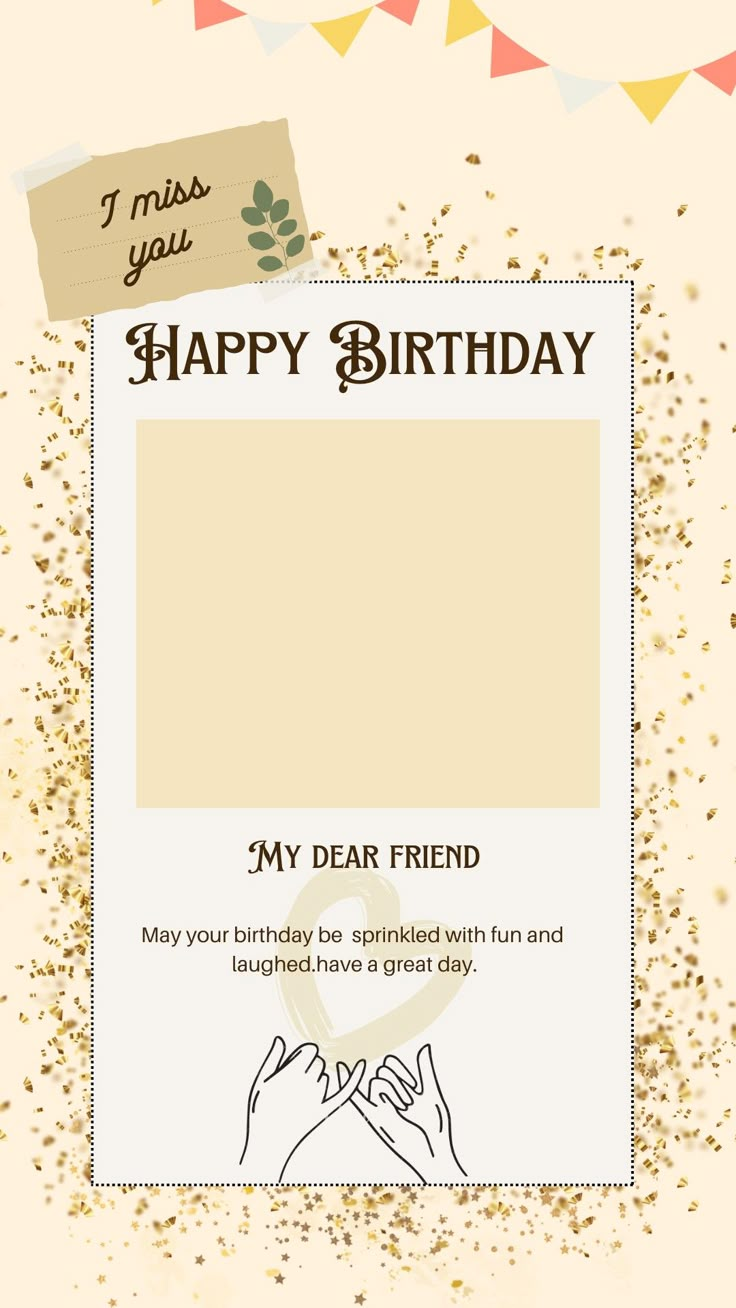 I miss
you
Happy Birthday
My dear friend
May your birthday be  sprinkled with fun and
laughed.have a great day.